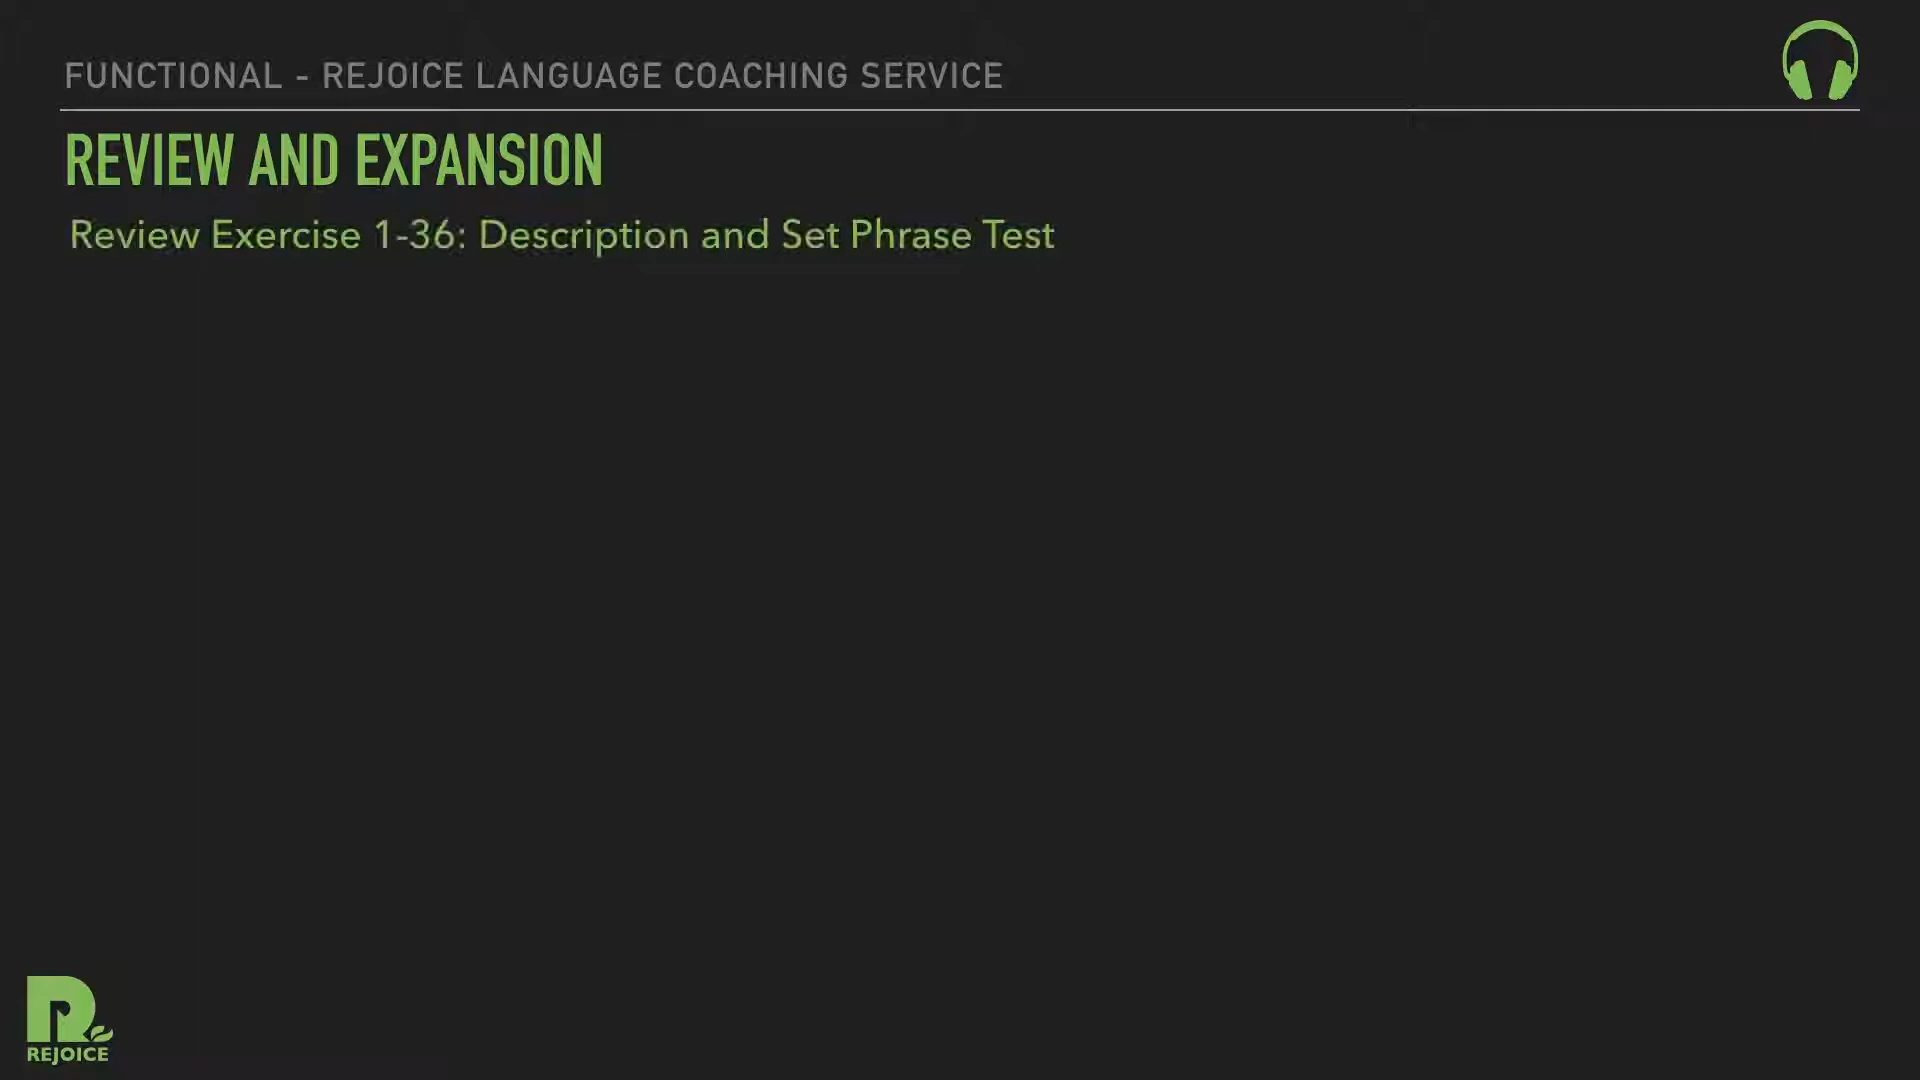 FUNCTIONAL - REJOICE LANGUAGE COACHING SERVICE
REVIEW AND EXPANSION
Review Exercise 1-36: Description and Set Phrase Test
REJOICE